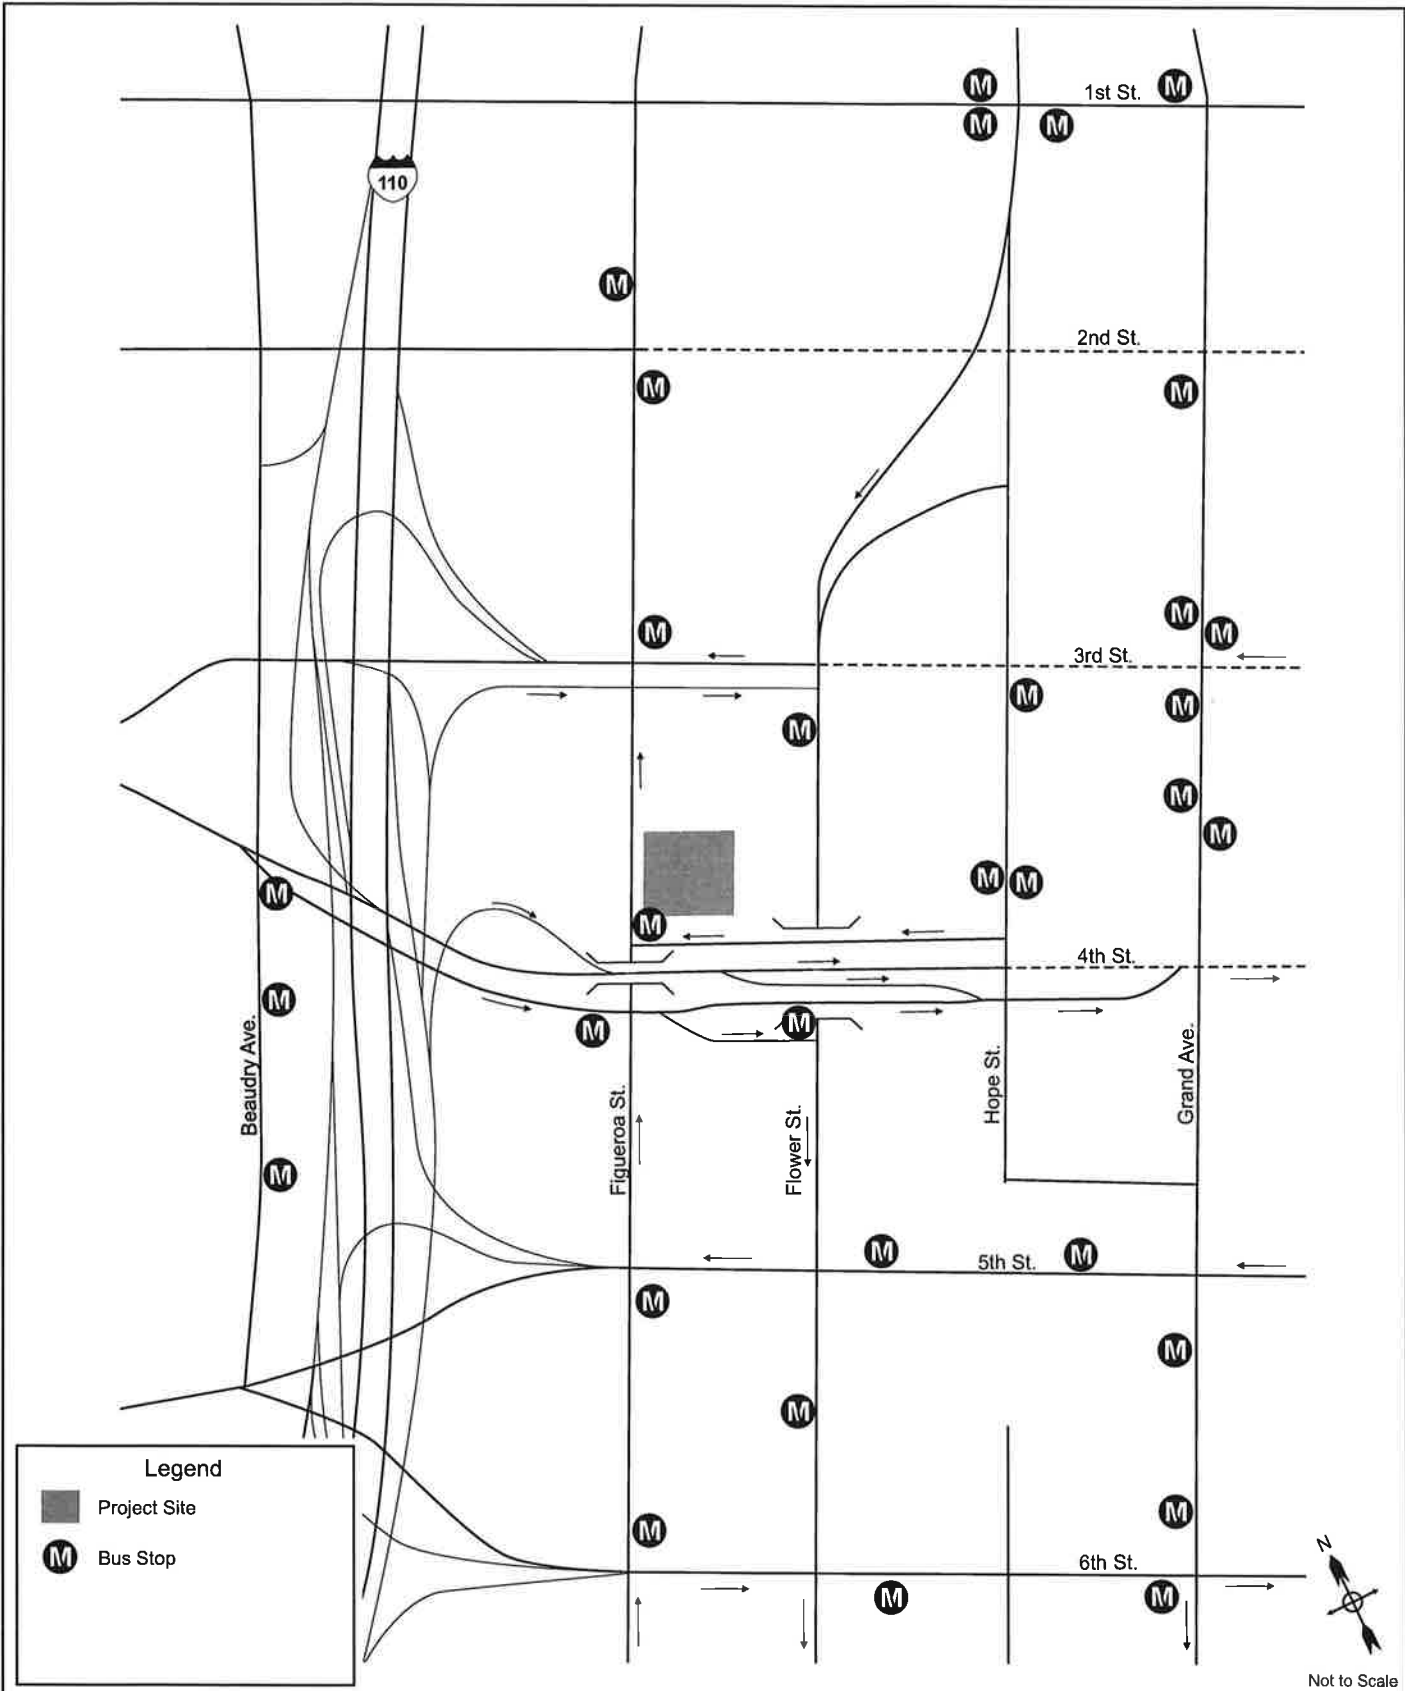 M
M
1st St.
M
M
110
M
2nd St.
M
M
M
M
M
3rd St.
M
M
M
M
M
M
M
M
M
4th St.
M
M
M
Beaudry Ave.
Figueroa St.
Flower St.
Hope St.
Grand Ave.
M
M
M
5th St.
M
M
M
M
M
6th St.
M
M
Legend
Project Site
M Bus Stop
N
Not to Scale